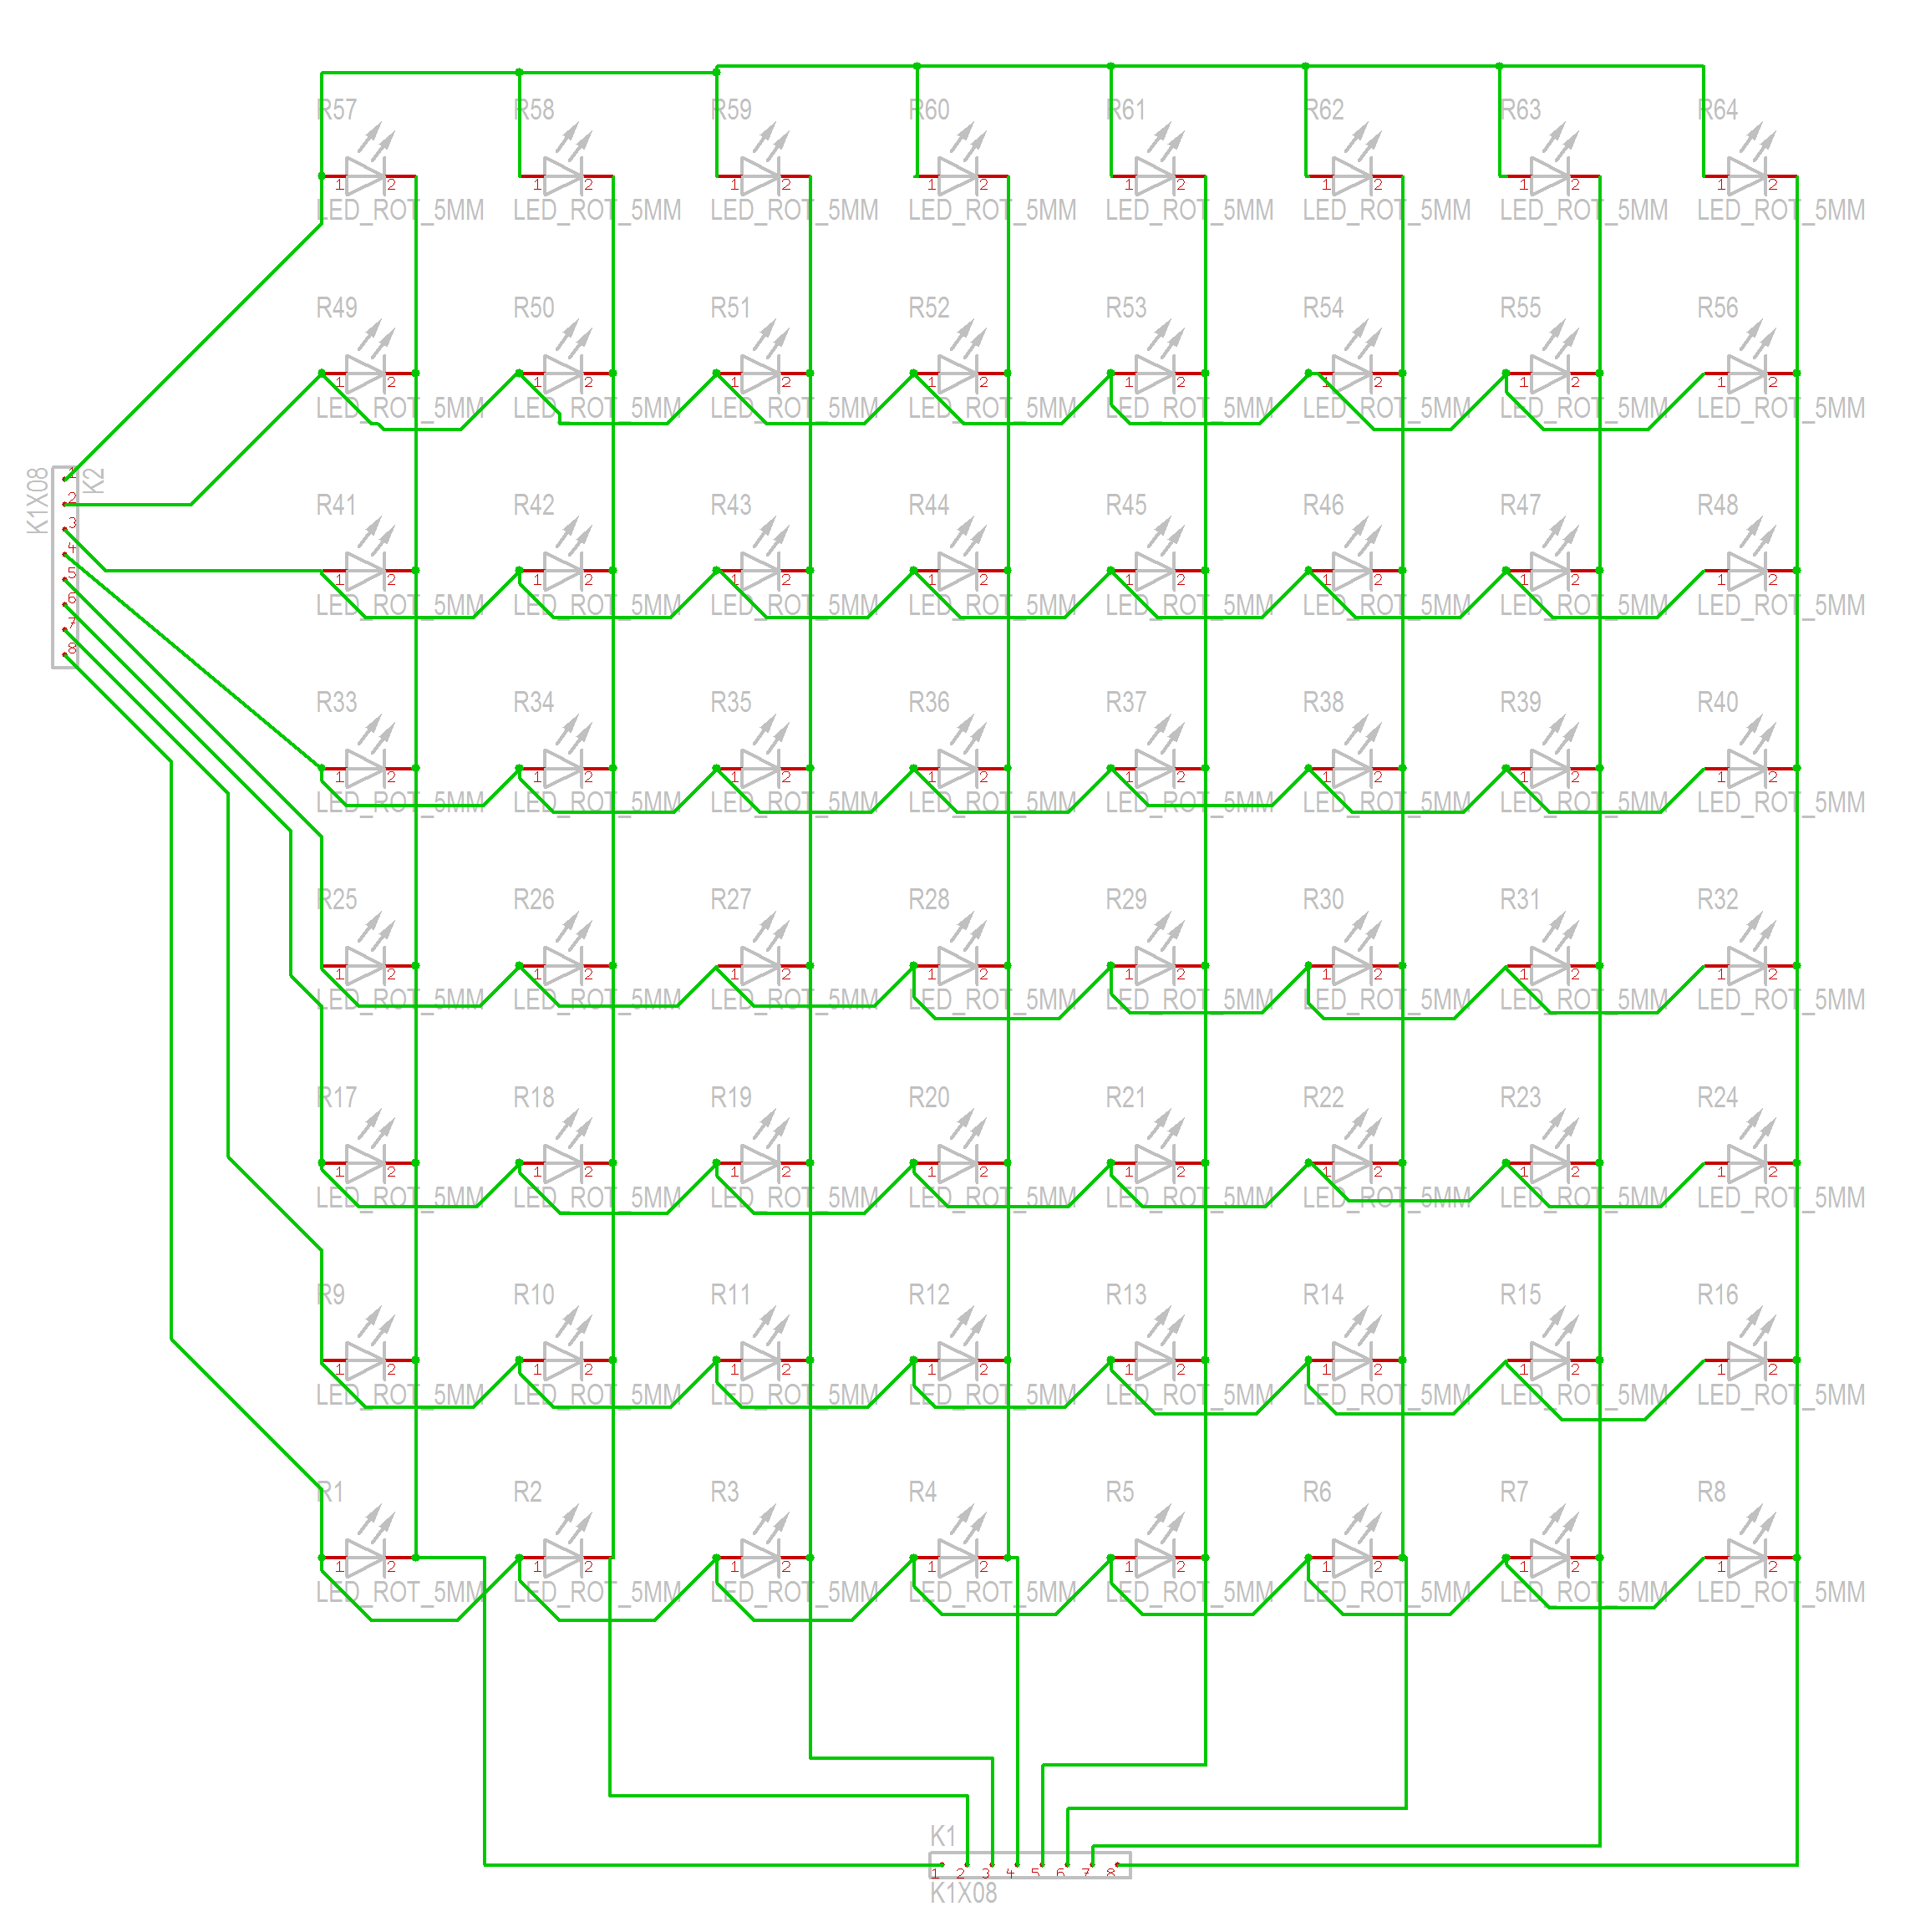 R57 R58 R59 R60 R61 R62 R63 R64
1 2 1 2 1 2 1 2 1 2 1 2 1 2 1 2
LED_ROT_5MM LED_ROT_5MM LED_ROT_5MM LED_ROT_5MM LED_ROT_5MM LED_ROT_5MM LED_ROT_5MM LED_ROT_5MM
R49 R50 R51 R52 R53 R54 R55 R56
1 2 1 2 1 2 1 2 1 2 1 2 1 2 1 2
LED_ROT_5MM LED_ROT_5MM LED_ROT_5MM LED_ROT_5MM LED_ROT_5MM LED_ROT_5MM LED_ROT_5MM LED_ROT_5MM
K1X08
K2
1
2
3
4
5
6
7
8
R41 R42 R43 R44 R45 R46 R47 R48
1 2 1 2 1 2 1 2 1 2 1 2 1 2 1 2
LED_ROT_5MM LED_ROT_5MM LED_ROT_5MM LED_ROT_5MM LED_ROT_5MM LED_ROT_5MM LED_ROT_5MM LED_ROT_5MM
R33 R34 R35 R36 R37 R38 R39 R40
1 2 1 2 1 2 1 2 1 2 1 2 1 2 1 2
LED_ROT_5MM LED_ROT_5MM LED_ROT_5MM LED_ROT_5MM LED_ROT_5MM LED_ROT_5MM LED_ROT_5MM LED_ROT_5MM
R25 R26 R27 R28 R29 R30 R31 R32
1 2 1 2 1 2 1 2 1 2 1 2 1 2 1 2
LED_ROT_5MM LED_ROT_5MM LED_ROT_5MM LED_ROT_5MM LED_ROT_5MM LED_ROT_5MM LED_ROT_5MM LED_ROT_5MM
R17 R18 R19 R20 R21 R22 R23 R24
1 2 1 2 1 2 1 2 1 2 1 2 1 2 1 2
LED_ROT_5MM LED_ROT_5MM LED_ROT_5MM LED_ROT_5MM LED_ROT_5MM LED_ROT_5MM LED_ROT_5MM LED_ROT_5MM
R9 R10 R11 R12 R13 R14 R15 R16
1 2 1 2 1 2 1 2 1 2 1 2 1 2 1 2
LED_ROT_5MM LED_ROT_5MM LED_ROT_5MM LED_ROT_5MM LED_ROT_5MM LED_ROT_5MM LED_ROT_5MM LED_ROT_5MM
R1 R2 R3 R4 R5 R6 R7 R8
1 2 1 2 1 2 1 2 1 2 1 2 1 2 1 2
LED_ROT_5MM LED_ROT_5MM LED_ROT_5MM LED_ROT_5MM LED_ROT_5MM LED_ROT_5MM LED_ROT_5MM LED_ROT_5MM
K1
1 2 3 4 5 6 7 8
K1X08